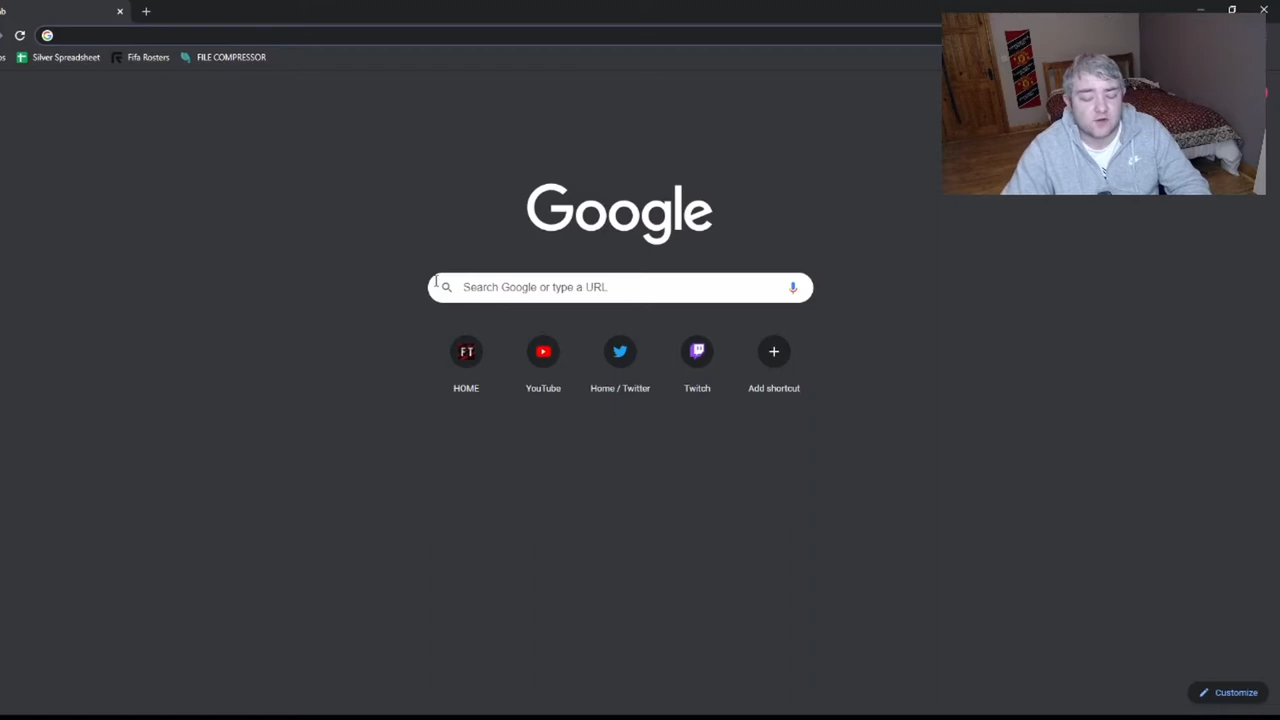 Silver Spreadsheet
Fifa Rosters
FILE COMPRESSOR
Google
Search Google or type a URL
FT
HOME
YouTube
Home / Twitter
Twitch
Add shortcut
Customize